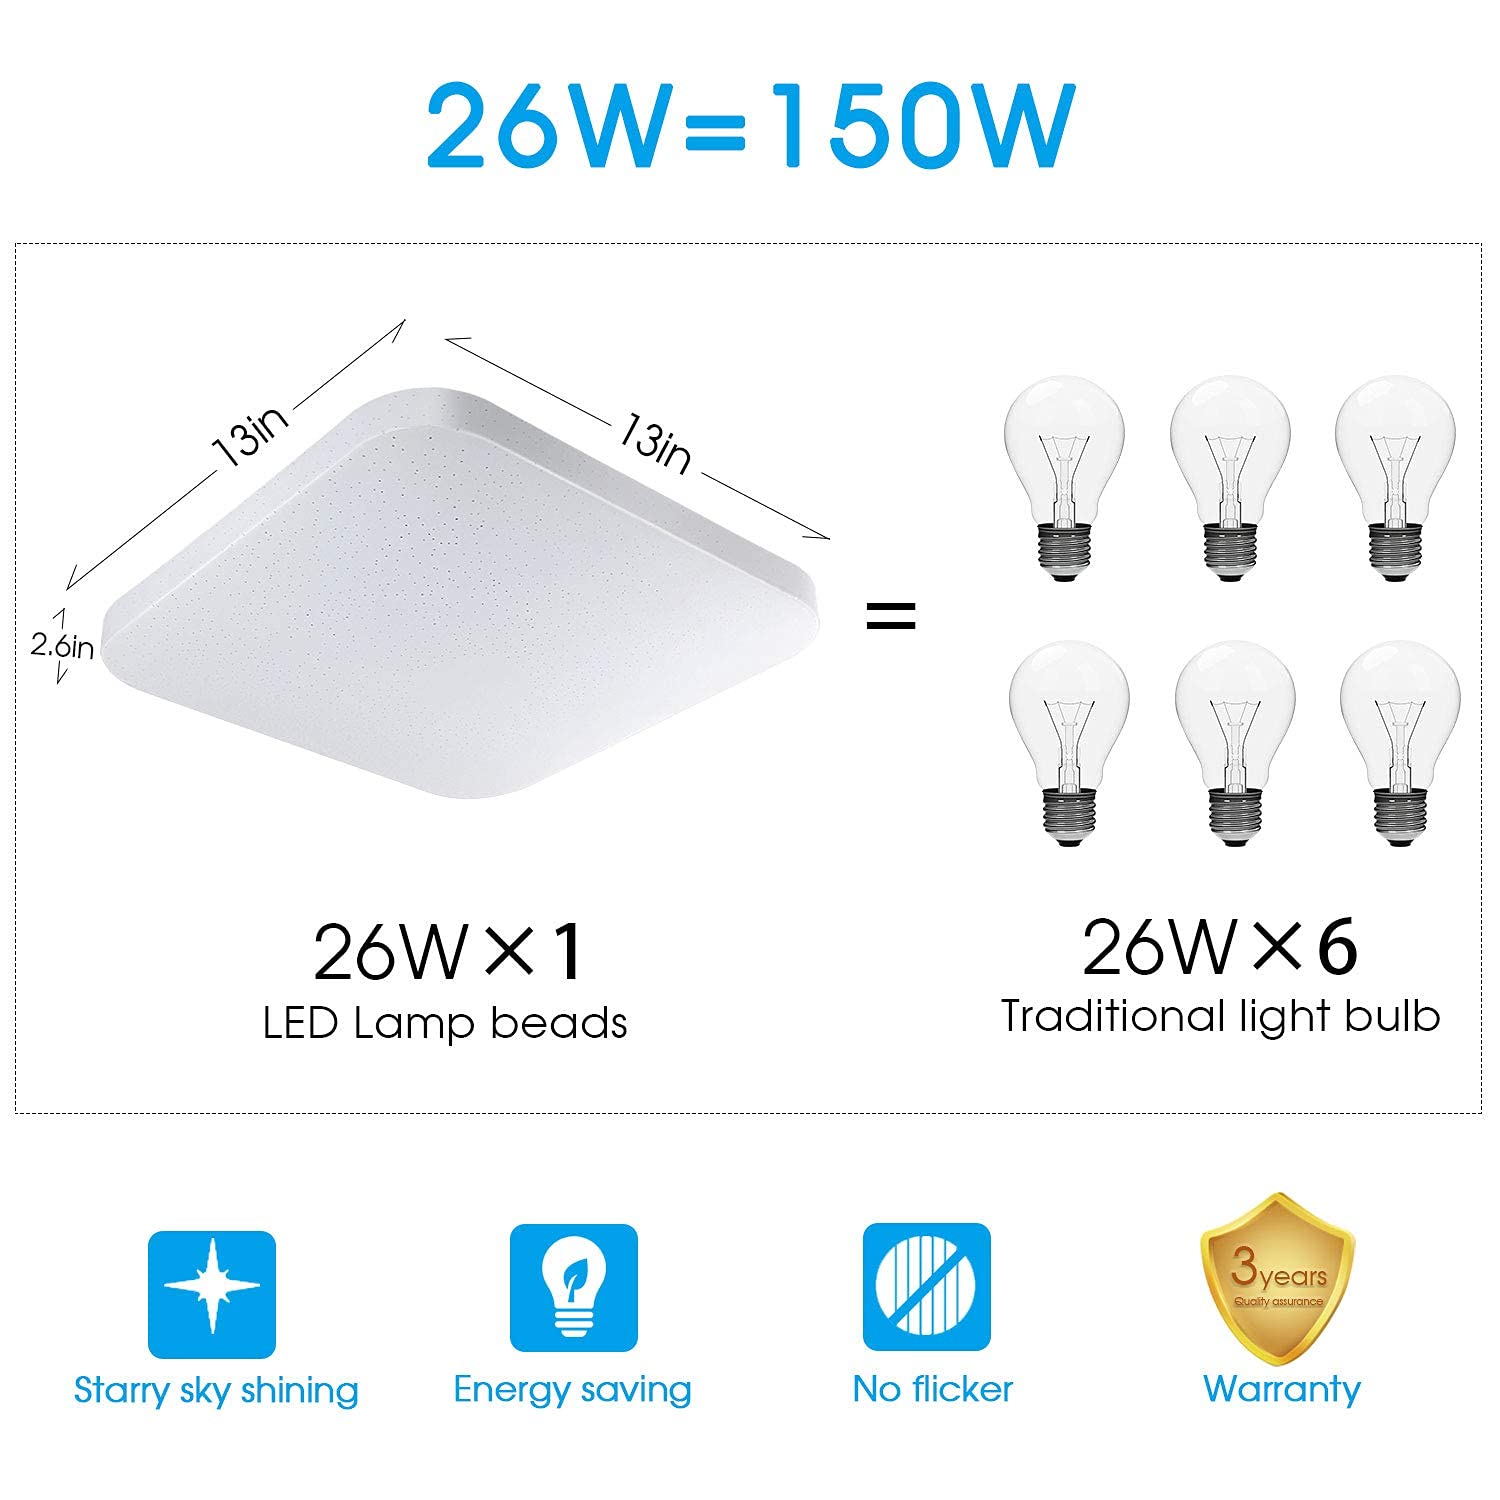 26W=150W
13in
13in
2.6in
=
26W×1
LED Lamp beads
26W×6
Traditional light bulb
3years
Quality assurance
Starry sky shining
Energy saving
No flicker
Warranty